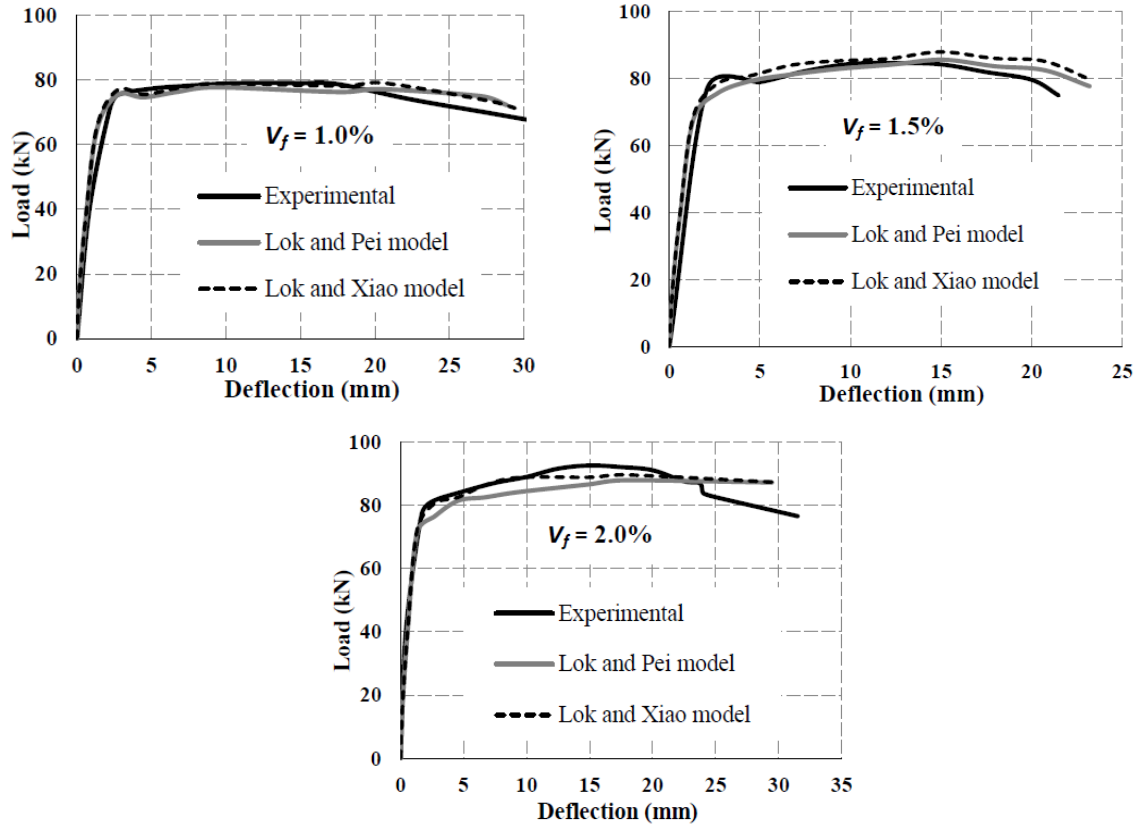 100
80
60
40
20
0
Load (kN)
V_f = 1.0%
Experimental
Lok and Pei model
Lok and Xiao model
0 5 10 15 20 25 30
Deflection (mm)
100
80
60
40
20
0
Load (kN)
V_f = 1.5%
Experimental
Lok and Pei model
Lok and Xiao model
0 5 10 15 20 25
Deflection (mm)
100
80
60
40
20
0
Load (kN)
V_f = 2.0%
Experimental
Lok and Pei model
Lok and Xiao model
0 5 10 15 20 25 30 35
Deflection (mm)